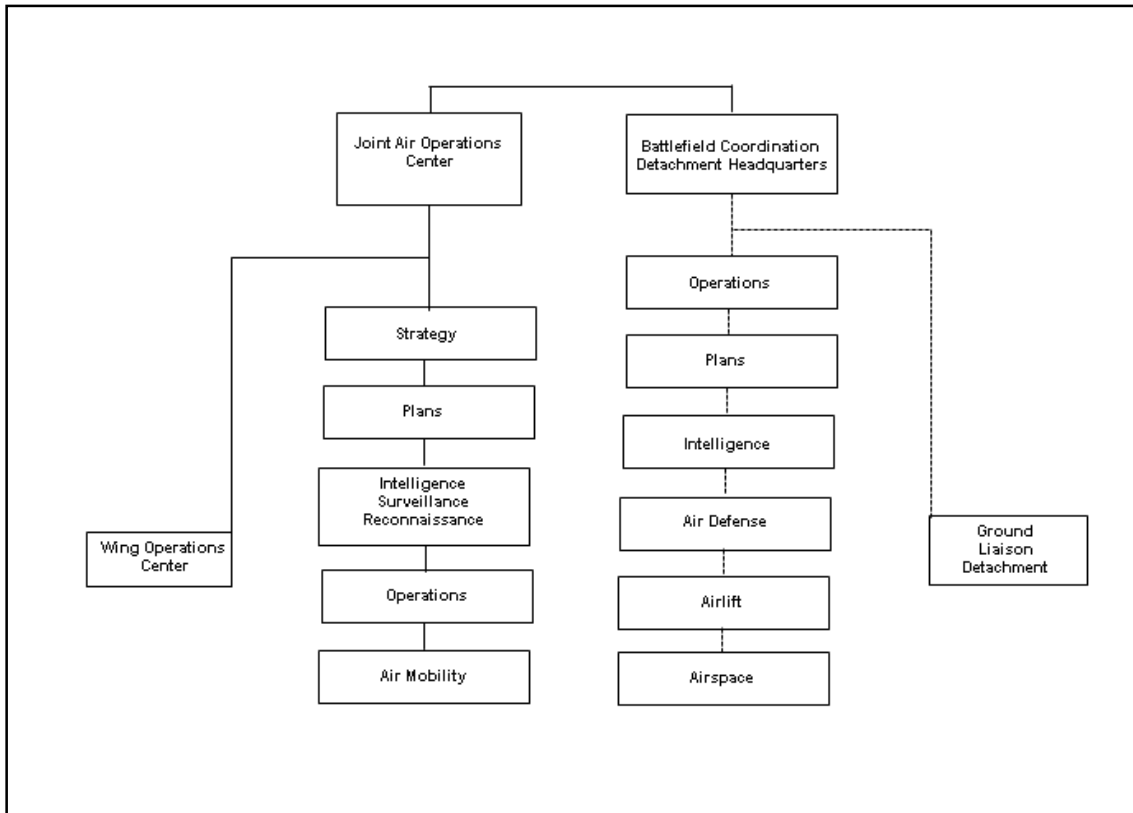 Joint Air Operations
Center
Battlefield Coordination
Detachment Headquarters
Operations
Strategy
Plans
Plans
Intelligence
Intelligence
Surveillance
Reconnaissance
Air Defense
Wing Operations
Center
Ground
Liaison
Detachment
Operations
Airlift
Air Mobility
Airspace